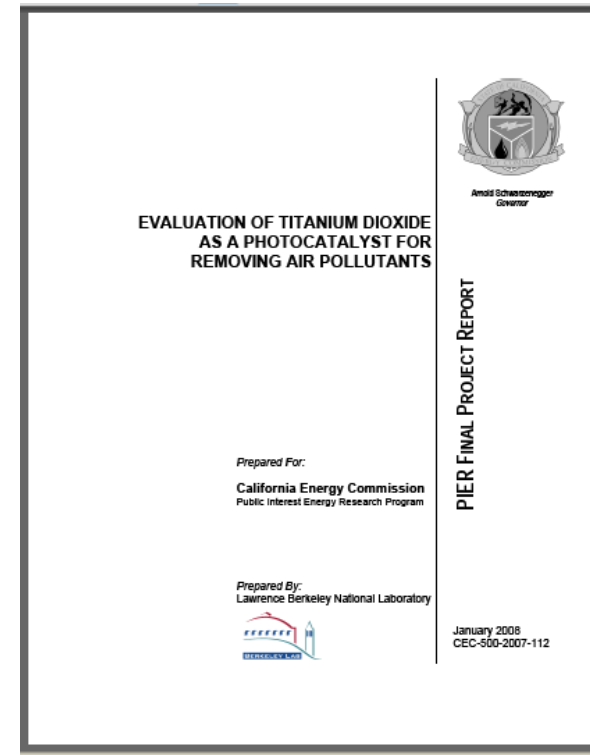 Arnold Schwarzenegger
Governor
EVALUATION OF TITANIUM DIOXIDE
AS A PHOTOCATALYST FOR
REMOVING AIR POLLUTANTS
PIER FINAL PROJECT REPORT
Prepared For:
California Energy Commission
Public Interest Energy Research Program
Prepared By:
Lawrence Berkeley National Laboratory
BERKELEY LAB
January 2008
CEC-500-2007-112